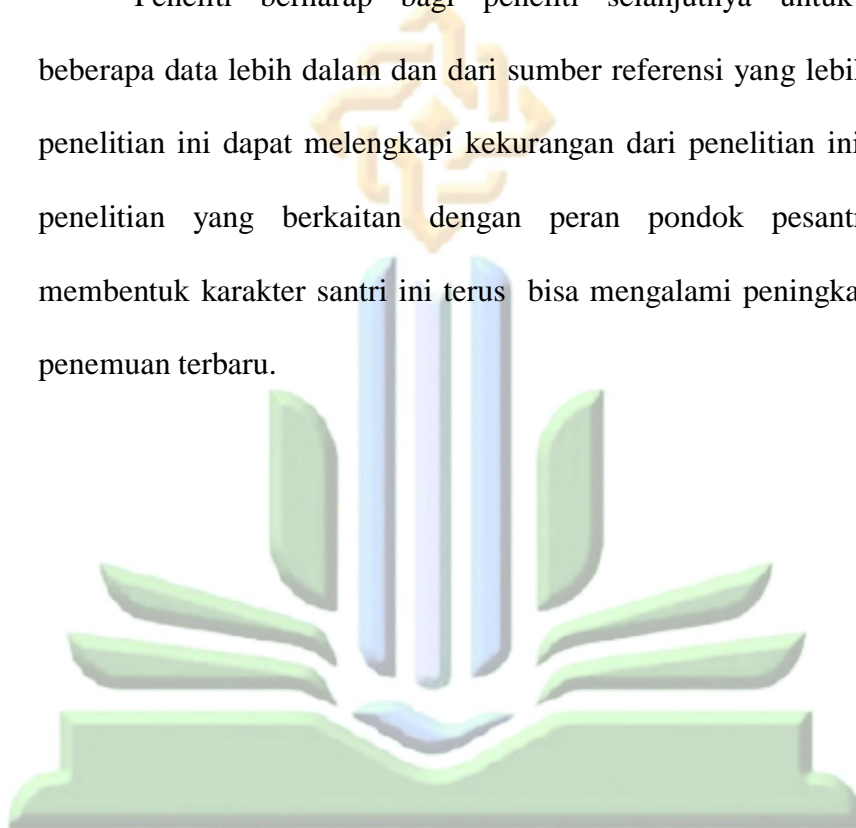 Peneliti berharap bagi peneliti selanjutnya untuk
beberapa data lebih dalam dan dari sumber referensi yang lebih
penelitian ini dapat melengkapi kekurangan dari penelitian ini
penelitian yang berkaitan dengan peran pondok
membentuk karakter santri ini terus bisa mengalami
penemuan terbaru.